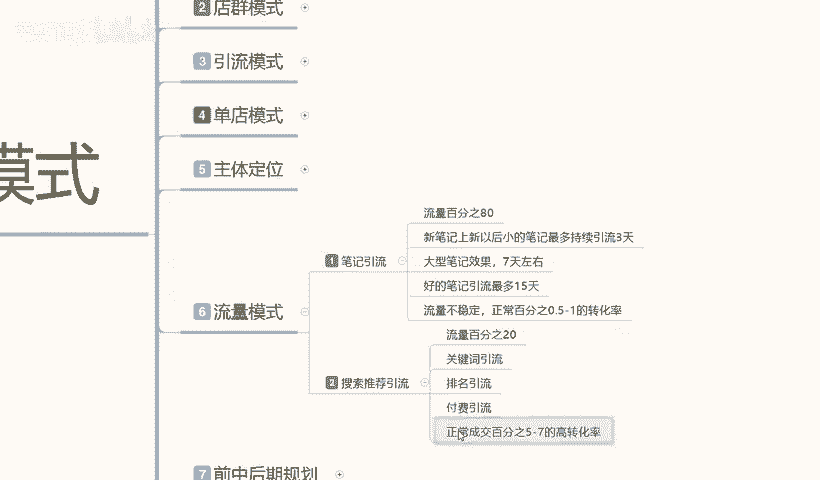 2 店群模式
3 引流模式
4 单店模式
模式
5 主体定位
6 流量模式
1 笔记引流
流量百分之80
新笔记上新以后小的笔记最多持续引流3天
大型笔记效果，7天左右
好的笔记引流最多15天
流量不稳定，正常百分之0.5-1的转化率
2 搜索推荐引流
流量百分之20
关键词引流
排名引流
付费引流
正常成交百分之5-7的高转化率
7 前中后期规划